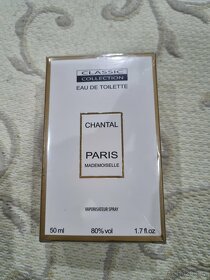 CLASSIC
COLLECTION
EAU DE TOILETTE
CHANTAL
PARIS
MADEMOISELLE
VAPORISATEUR SPRAY
50 ml 80% vol 1.7 fl.oz